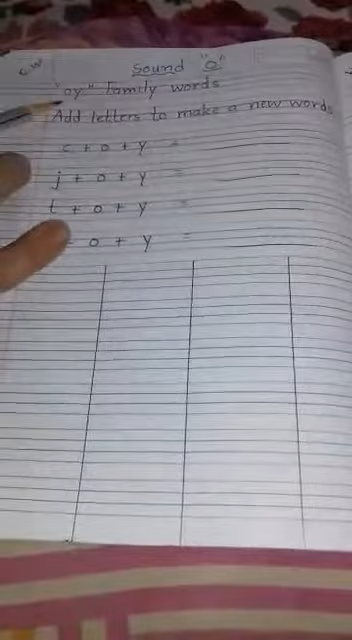 CW
Sound "o"
"oy" family words
Add letters to make a new words
c + o + y =
j + o + y =
t + o + y =
o + y =